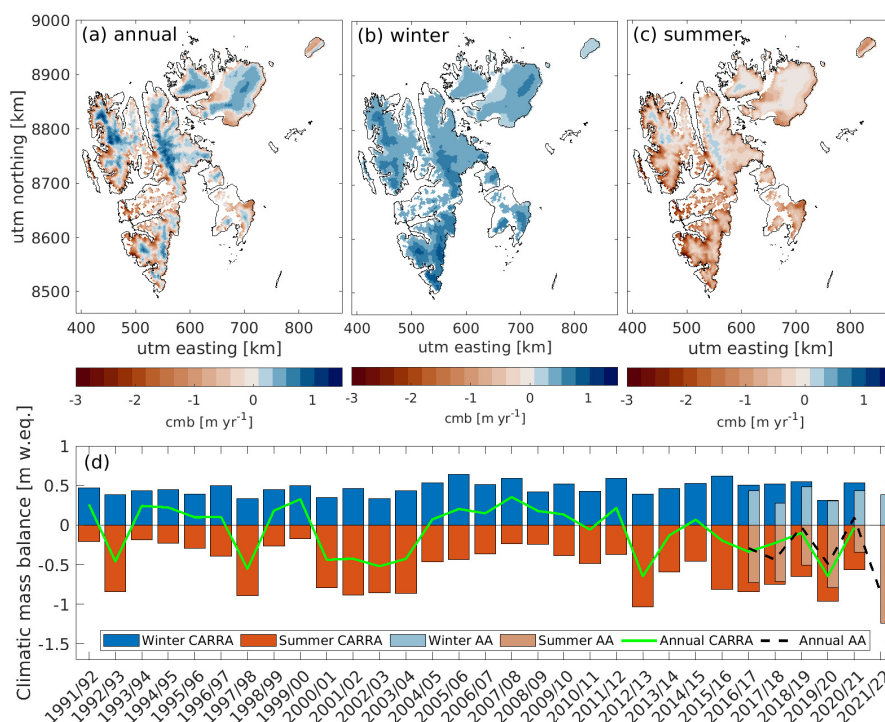 (a) annual
(b) winter
(c) summer
utm northing [km]
9000
8900
8800
8700
8600
8500
400 500 600 700 800
400 500 600 700 800
400 500 600 700 800
utm easting [km]
utm easting [km]
utm easting [km]
-3 -2 -1 0 1
-3 -2 -1 0 1
-3 -2 -1 0 1
cmb [m yr-1]
cmb [m yr-1]
cmb [m yr-1]
(d)
Climatic mass balance [m w.eq.]
1
0.5
0
-0.5
-1
-1.5
Winter CARRA Summer CARRA Winter AA Summer AA Annual CARRA Annual AA
1991/92 1992/93 1993/94 1994/95 1995/96 1996/97 1997/98 1998/99 1999/00 2000/01 2001/02 2002/03 2003/04 2004/05 2005/06 2006/07 2007/08 2008/09 2009/10 2010/11 2011/12 2012/13 2013/14 2014/15 2015/16 2016/17 2017/18 2018/19 2019/20 2020/21 2021/22